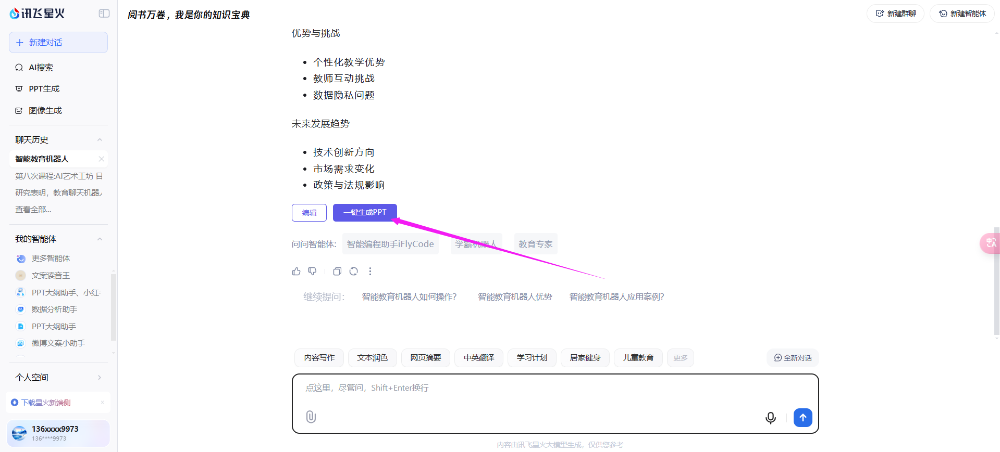 讯飞星火
新建对话
AI搜索
PPT生成
图像生成
聊天历史
智能教育机器人
第八次课程:AI艺术工坊 目
研究表明，教育聊天机器
查看全部...
我的智能体
更多智能体
文案读音王
PPT大纲助手、小红
数据分析助手
PPT大纲助手
微博文案小助手
个人空间
下载星火新端侧
136xxxx9973
136****9973
阅书万卷，我是你的知识宝典
新建群聊
新建智能体
优势与挑战
• 个性化教学优势
• 教师互动挑战
• 数据隐私问题
未来发展趋势
• 技术创新方向
• 市场需求变化
• 政策与法规影响
编辑 一键生成PPT
问问智能体: 智能编程助手iFlyCode 学霸机器人 教育专家
继续提问： 智能教育机器人如何操作? 智能教育机器人优势 智能教育机器人应用案例?
内容写作 文本润色 网页摘要 中英翻译 学习计划 居家健身 儿童教育 更多 全新对话
点这里，尽管问，Shift+Enter换行
内容由讯飞星火大模型生成，仅供您参考
中A